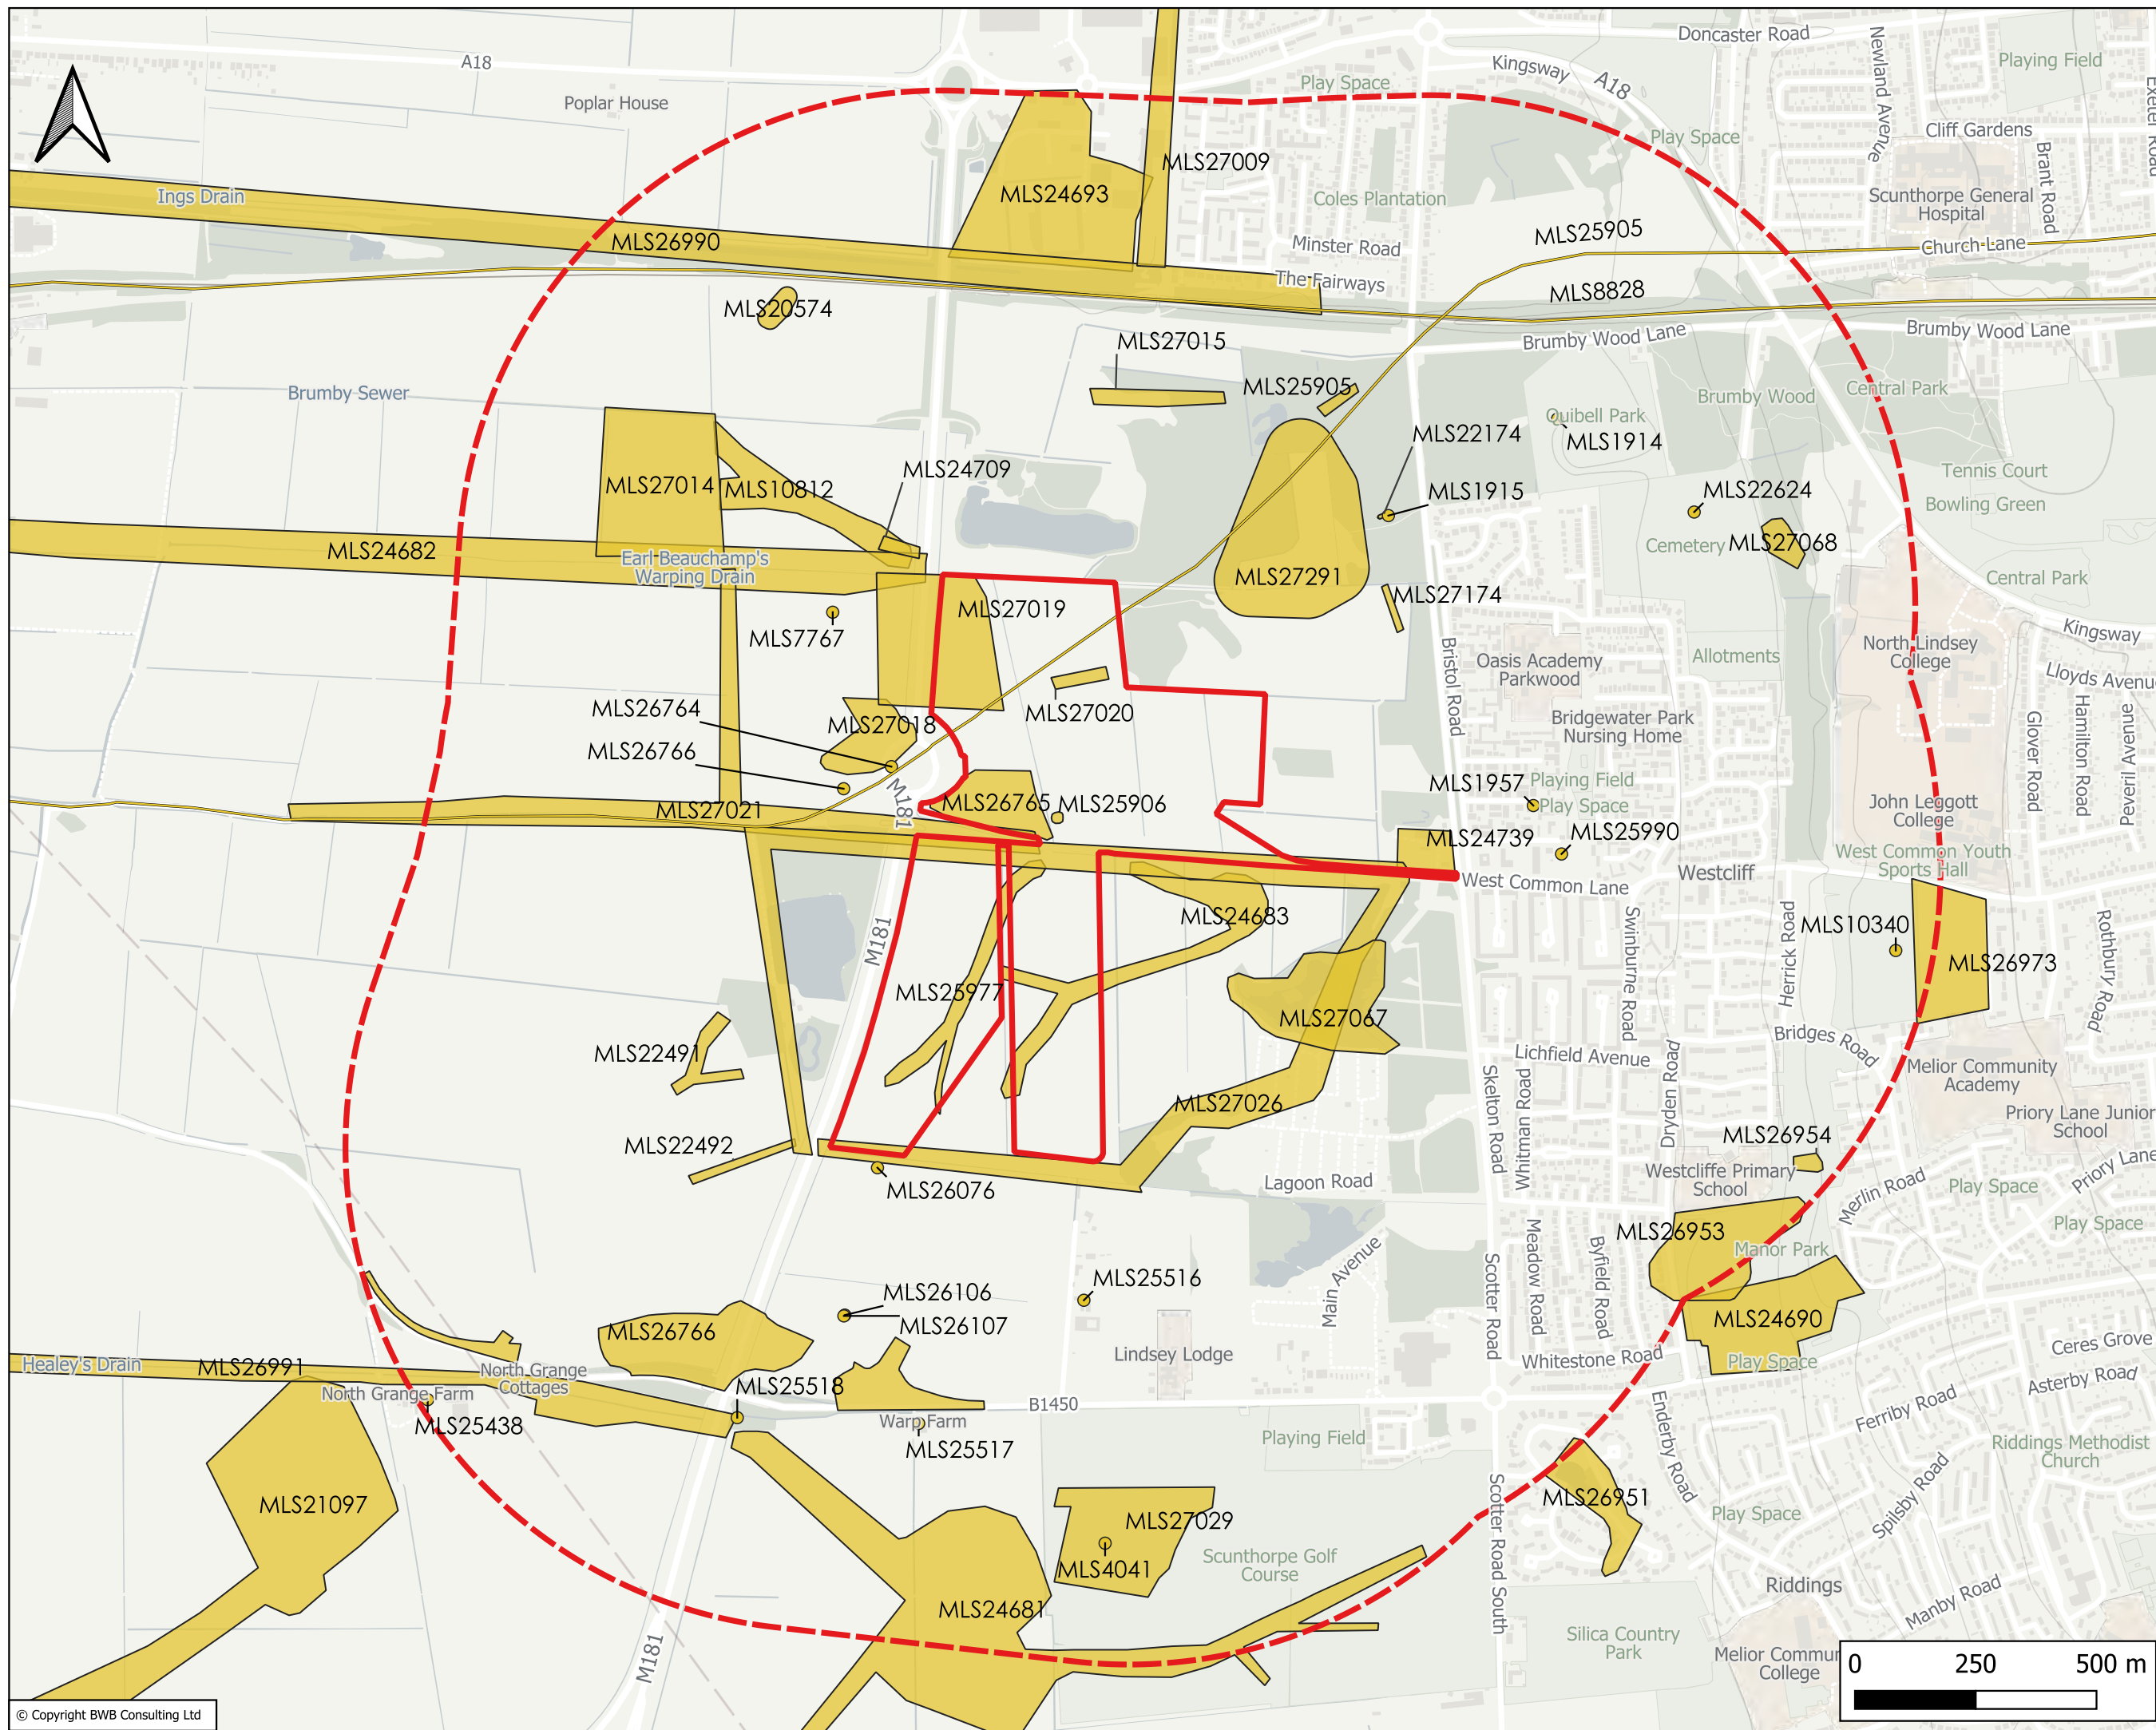 Doncaster Road
A18
Kingsway
A18
Newland Avenue
Playing Field
Poplar House
Play Space
Play Space
Cliff Gardens
Brant Road
Exeter Road
MLS27009
Ings Drain
MLS24693
Coles Plantation
Scunthorpe General
Hospital
MLS26990
Minster Road
MLS25905
Church Lane
The Fairways
MLS8828
MLS20574
Brumby Wood Lane
Brumby Wood Lane
MLS27015
Brumby Sewer
MLS25905
Brumby Wood
Central Park
Quibell Park
MLS22174
MLS1914
MLS24709
Tennis Court
MLS27014
MLS10812
MLS1915
MLS22624
Bowling Green
MLS24682
Earl Beauchamp's
Warping Drain
Cemetery
MLS27068
MLS27291
Central Park
MLS27019
MLS27174
MLS7767
Kingsway
Bristol Road
Oasis Academy
Parkwood
Allotments
North Lindsey
College
Lloyds Avenue
MLS26764
MLS27018
MLS27020
Bridgewater Park
Nursing Home
Glover Road
Hamilton Road
Peveril Avenue
MLS26766
M181
MLS1957
Playing Field
MLS27021
MLS26765
MLS25906
Play Space
John Leggott
College
MLS24739
MLS25990
West Common Youth
Sports Hall
West Common Lane
Westcliff
M181
MLS24683
Swinburne Road
Herrick Road
MLS10340
Rothbury Road
MLS26973
MLS25977
MLS27067
Bridges Road
MLS22491
Lichfield Avenue
Melior Community
Academy
Skelton Road
Whitman Road
Dryden Road
MLS27026
Priory Lane Junior
School
MLS22492
MLS26954
Westcliffe Primary
School
Priory Lane
MLS26076
Lagoon Road
Merlin Road
Play Space
Play Space
MLS26953
Manor Park
Main Avenue
Scotter Road
Meadow Road
Byfield Road
MLS25516
MLS26106
MLS26107
MLS24690
MLS26766
Lindsey Lodge
Whitestone Road
Play Space
Ceres Grove
Healey's Drain
MLS26991
North Grange
Cottages
North Grange Farm
MLS25518
Asterby Road
MLS25438
B1450
Warp Farm
Enderby Road
Ferriby Road
MLS25517
Playing Field
Riddings Methodist
Church
MLS21097
MLS26951
Scotter Road South
Spilsby Road
Play Space
MLS27029
MLS4041
Scunthorpe Golf
Course
Riddings
Manby Road
MLS24681
Silica Country
Park
M181
Melior Commu
College
0 250 500 m
© Copyright BWB Consulting Ltd